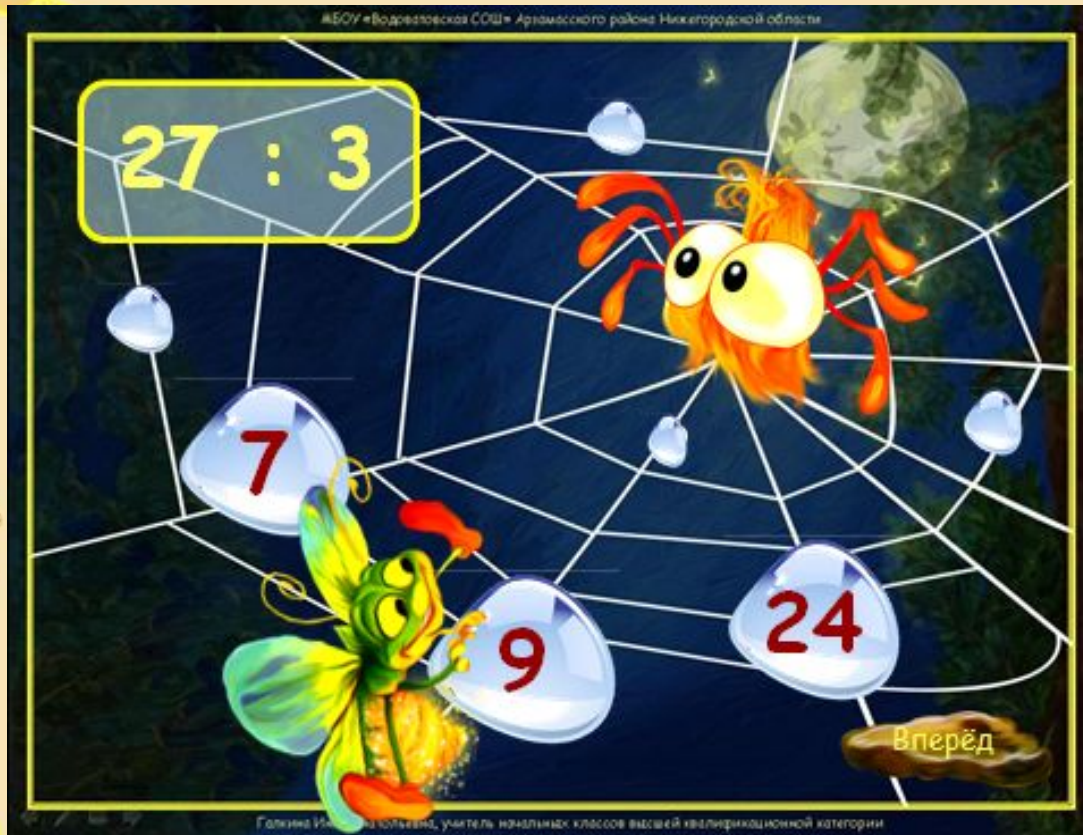 МБОУ «Водоватовская СОШ» Арзамасского района Нижегородской области
27 : 3
7
9
24
Вперёд
Галкина учитель начальных классов высшей квалификационной категории